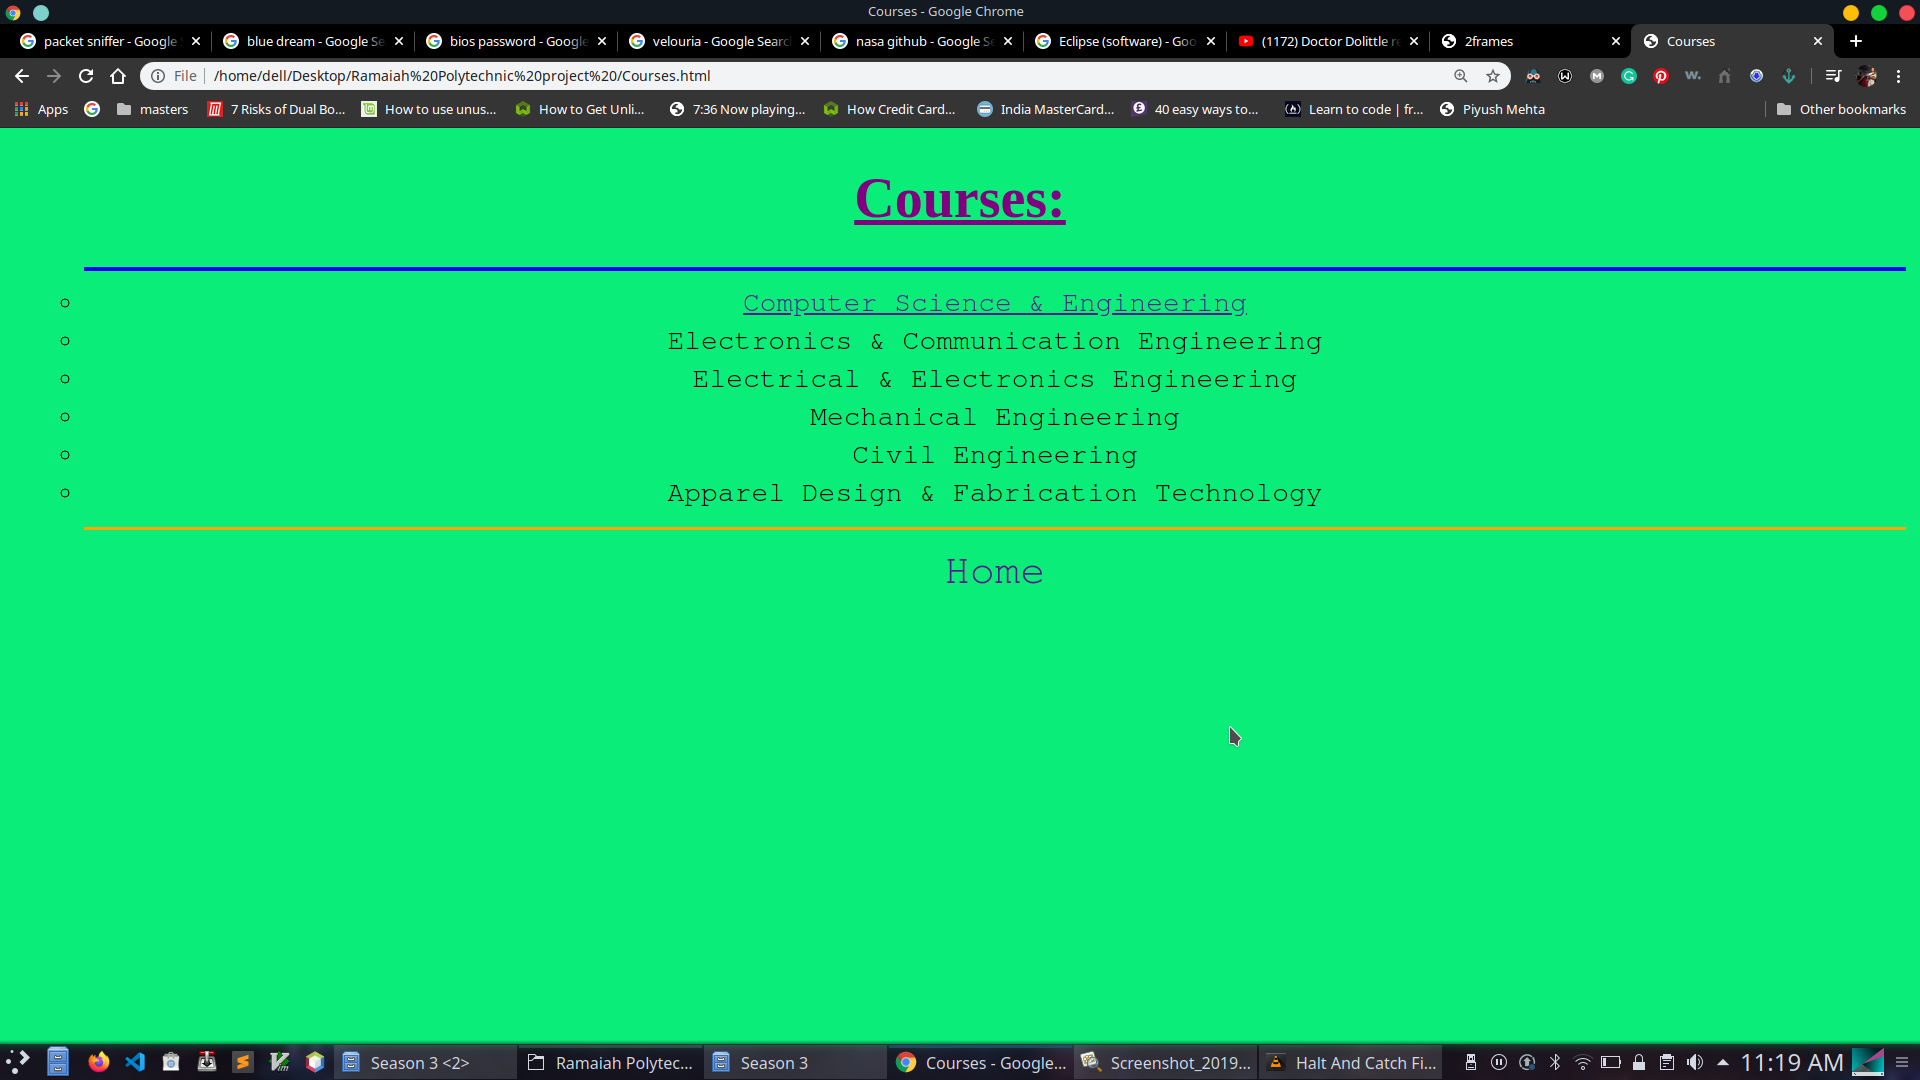 Courses - Google Chrome
packet sniffer - Google
blue dream - Google Se
bios password - Google
velouria - Google Searc
nasa github - Google Se
Eclipse (software) - Goo
(1172) Doctor Dolittle re
2frames
Courses
File
/home/dell/Desktop/Ramaiah%20Polytechnic%20project%20/Courses.html
Apps
masters
7 Risks of Dual Bo...
How to use unus...
How to Get Unli...
7:36 Now playing...
How Credit Card...
India MasterCard...
40 easy ways to...
Learn to code | fr...
Piyush Mehta
Other bookmarks
Courses:
Computer Science & Engineering
Electronics & Communication Engineering
Electrical & Electronics Engineering
Mechanical Engineering
Civil Engineering
Apparel Design & Fabrication Technology
Home
Season 3 <2>
Ramaiah Polytec...
Season 3
Courses - Google...
Screenshot_2019...
Halt And Catch Fi...
11:19 AM